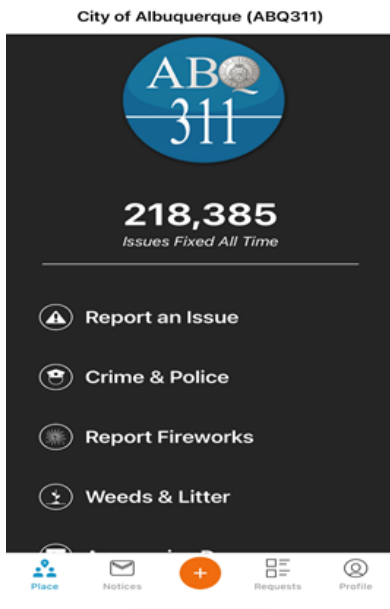 City of Albuquerque (ABQ311)
ABQ
311
218,385
Issues Fixed All Time
Report an Issue
Crime & Police
Report Fireworks
Weeds & Litter
Place
Notices
+
Requests
Profile